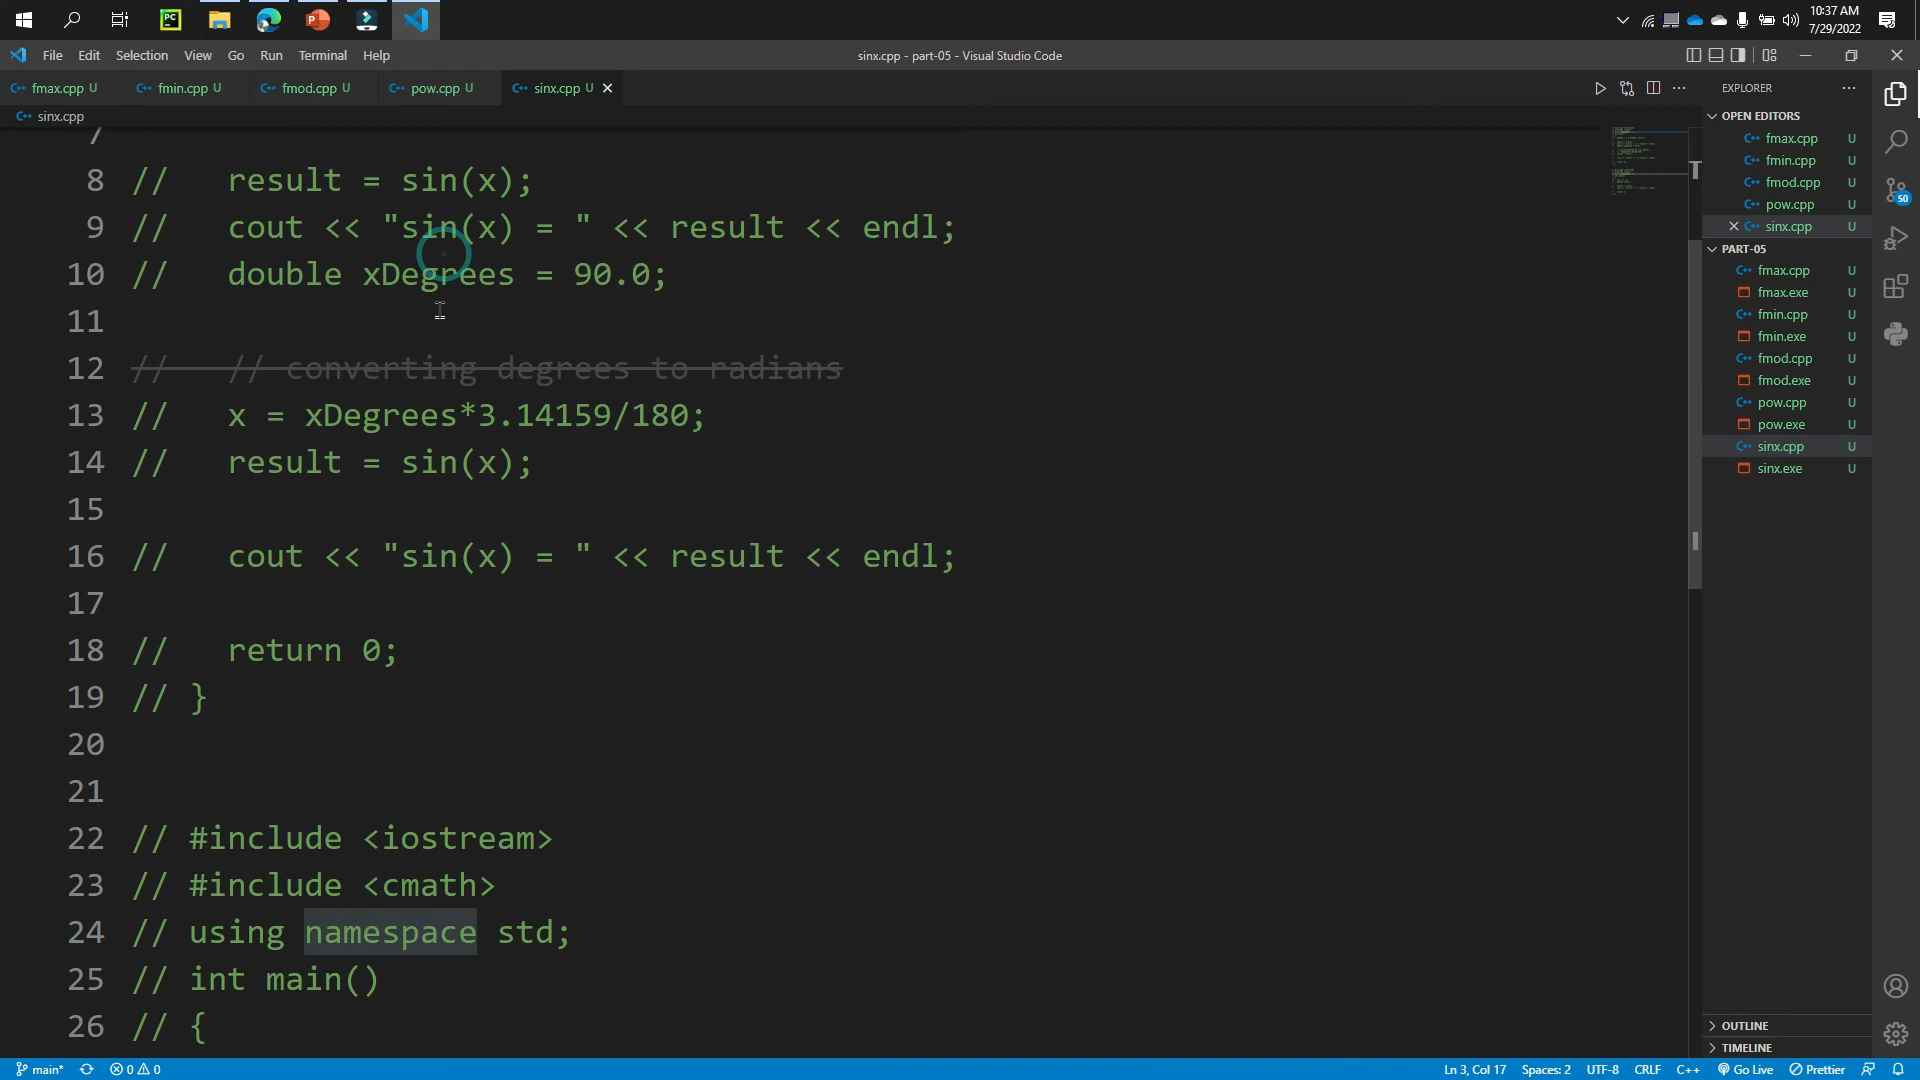 10:37 AM
7/29/2022
File Edit Selection View Go Run Terminal Help
sinx.cpp - part-05 - Visual Studio Code
fmax.cpp U
fmin.cpp U
fmod.cpp U
pow.cpp U
sinx.cpp U
sinx.cpp
7
8 //   result = sin(x);
9 //   cout << "sin(x) = " << result << endl;
10 //   double xDegrees = 90.0;
11
12 //   // converting degrees to radians
13 //   x = xDegrees*3.14159/180;
14 //   result = sin(x);
15
16 //   cout << "sin(x) = " << result << endl;
17
18 //   return 0;
19 // }
20
21
22 // #include <iostream>
23 // #include <cmath>
24 // using namespace std;
25 // int main()
26 // {
EXPLORER
OPEN EDITORS
fmax.cpp U
fmin.cpp U
fmod.cpp U
pow.cpp U
sinx.cpp U
PART-05
fmax.cpp U
fmax.exe U
fmin.cpp U
fmin.exe U
fmod.cpp U
fmod.exe U
pow.cpp U
pow.exe U
sinx.cpp U
sinx.exe U
OUTLINE
TIMELINE
50
main* 0 0
Ln 3, Col 17 Spaces: 2 UTF-8 CRLF C++ Go Live Prettier